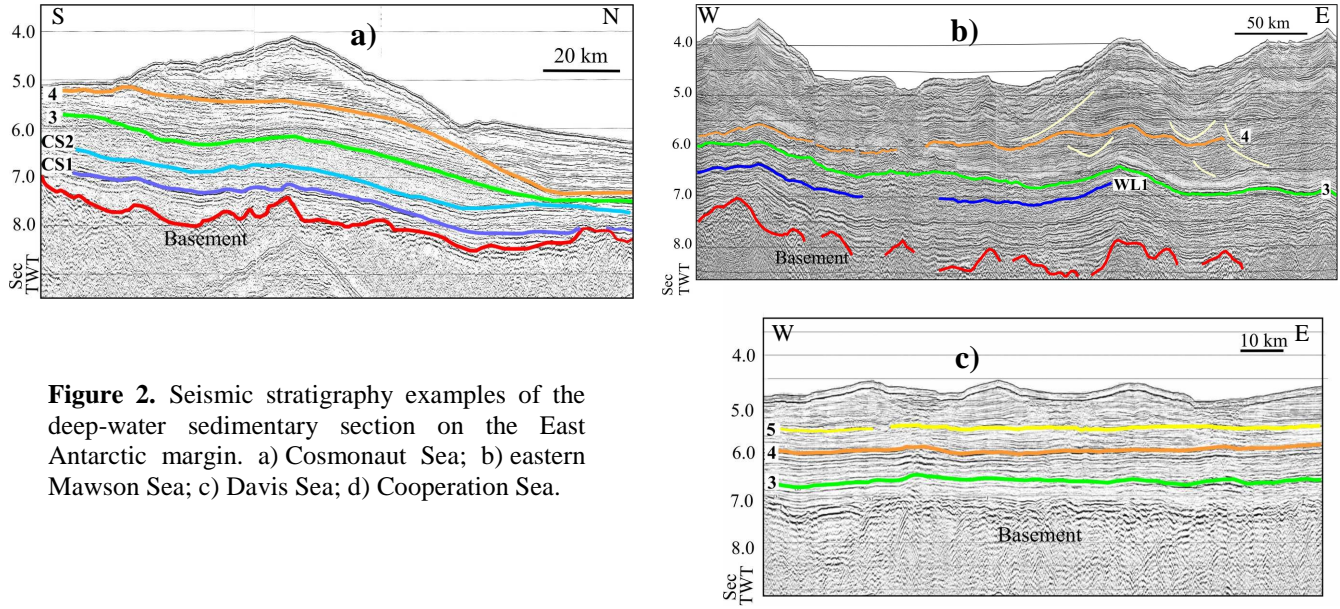 S
N
a)
20 km
4.0
5.0
6.0
7.0
8.0
4
3
CS2
CS1
Basement
Sec
TWT
W
E
b)
50 km
4.0
5.0
6.0
7.0
8.0
4
WL1
3
Basement
Sec
TWT
W
E
c)
10 km
4.0
5.0
6.0
7.0
8.0
5
4
3
Basement
Sec
TWT
Figure 2. Seismic stratigraphy examples of the
deep-water sedimentary section on the East
Antarctic margin. a) Cosmonaut Sea; b) eastern
Mawson Sea; c) Davis Sea; d) Cooperation Sea.